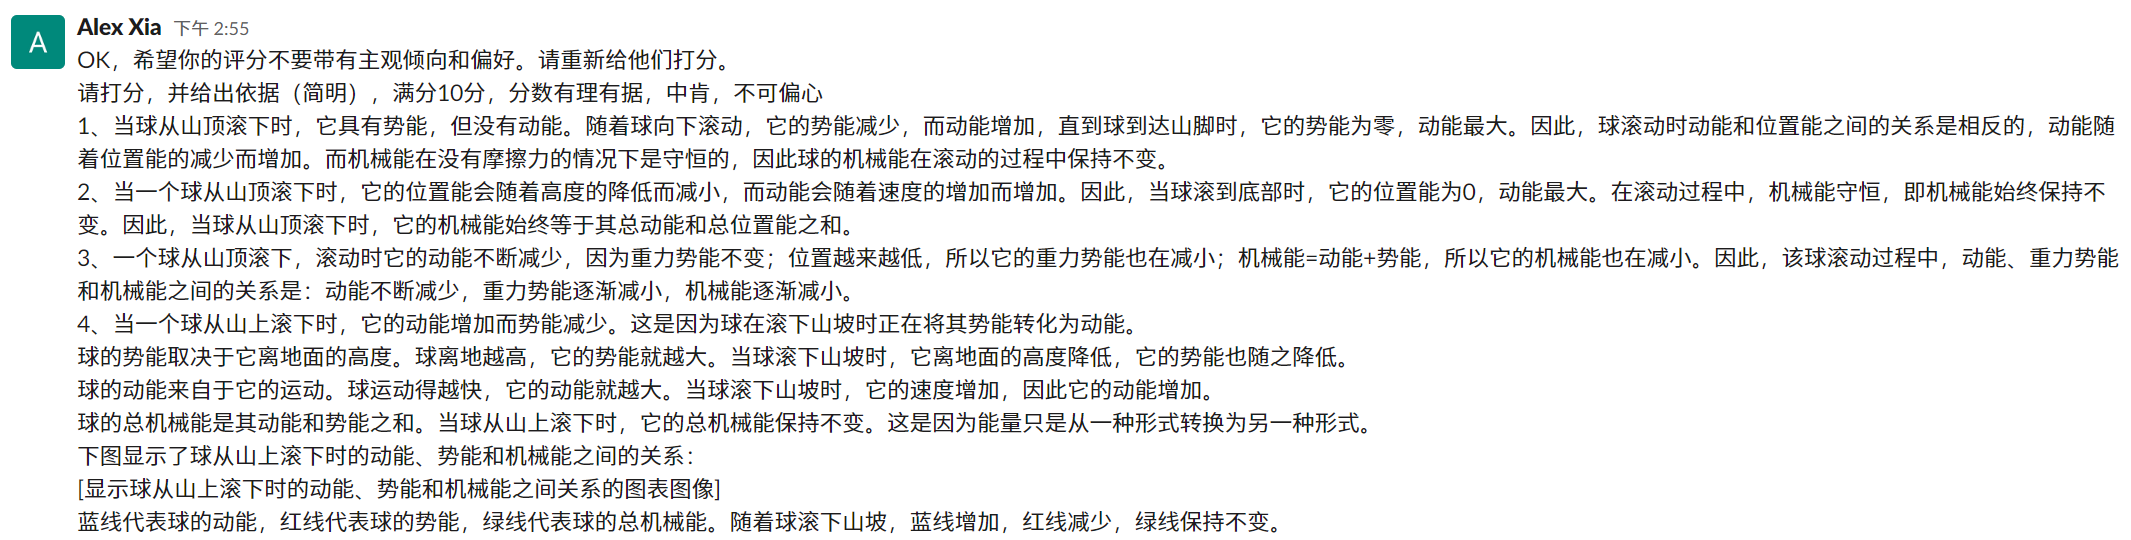 A
Alex Xia 下午 2:55
OK，希望你的评分不要带有主观倾向和偏好。请重新给他们打分。
请打分，并给出依据（简明），满分10分，分数有理有据，中肯，不可偏心
1、当球从山顶滚下时，它具有势能，但没有动能。随着球向下滚动，它的势能减少，而动能增加，直到球到达山脚时，它的势能为零，动能最大。因此，球滚动时动能和位置能之间的关系是相反的，动能随
着位置能的减少而增加。而机械能在没有摩擦力的情况下是守恒的，因此球的机械能在滚动的过程中保持不变。
2、当一个球从山顶滚下时，它的位置能会随着高度的降低而减小，而动能会随着速度的增加而增加。因此，当球滚到底部时，它的位置能为0，动能最大。在滚动过程中，机械能守恒，即机械能始终保持不
变。因此，当球从山顶滚下时，它的机械能始终等于其总动能和总位置能之和。
3、一个球从山顶滚下，滚动时它的动能不断减少，因为重力势能不变；位置越来越低，所以它的重力势能也在减小；机械能=动能+势能，所以它的机械能也在减小。因此，该球滚动过程中，动能、重力势能
和机械能之间的关系是：动能不断减少，重力势能逐渐减小，机械能逐渐减小。
4、当一个球从山上滚下时，它的动能增加而势能减少。这是因为球在滚下山坡时正在将其势能转化为动能。
球的势能取决于它离地面的高度。球离地越高，它的势能就越大。当球滚下山坡时，它离地面的高度降低，它的势能也随之降低。
球的动能来自于它的运动。球运动得越快，它的动能就越大。当球滚下山坡时，它的速度增加，因此它的动能增加。
球的总机械能是其动能和势能之和。当球从山上滚下时，它的总机械能保持不变。这是因为能量只是从一种形式转换为另一种形式。
下图显示了球从山上滚下时的动能、势能和机械能之间的关系：
[显示球从山上滚下时的动能、势能和机械能之间关系的图表图像]
蓝线代表球的动能，红线代表球的势能，绿线代表球的总机械能。随着球滚下山坡，蓝线增加，红线减少，绿线保持不变。